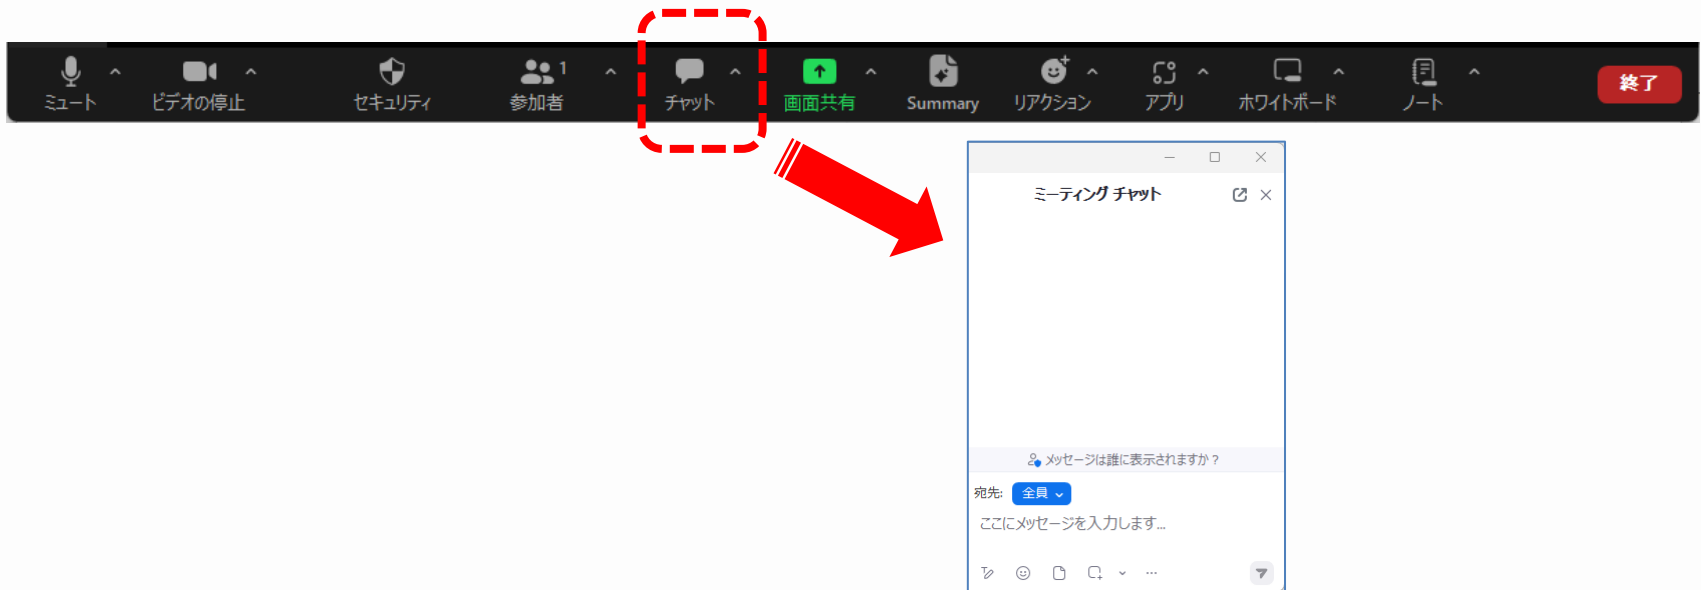 1
ミュート ビデオの停止 セキュリティ 参加者 チャット 画面共有 Summary リアクション アプリ ホワイトボード ノート 終了
ミーティング チャット
メッセージは誰に表示されますか？
宛先: 全員
ここにメッセージを入力します...